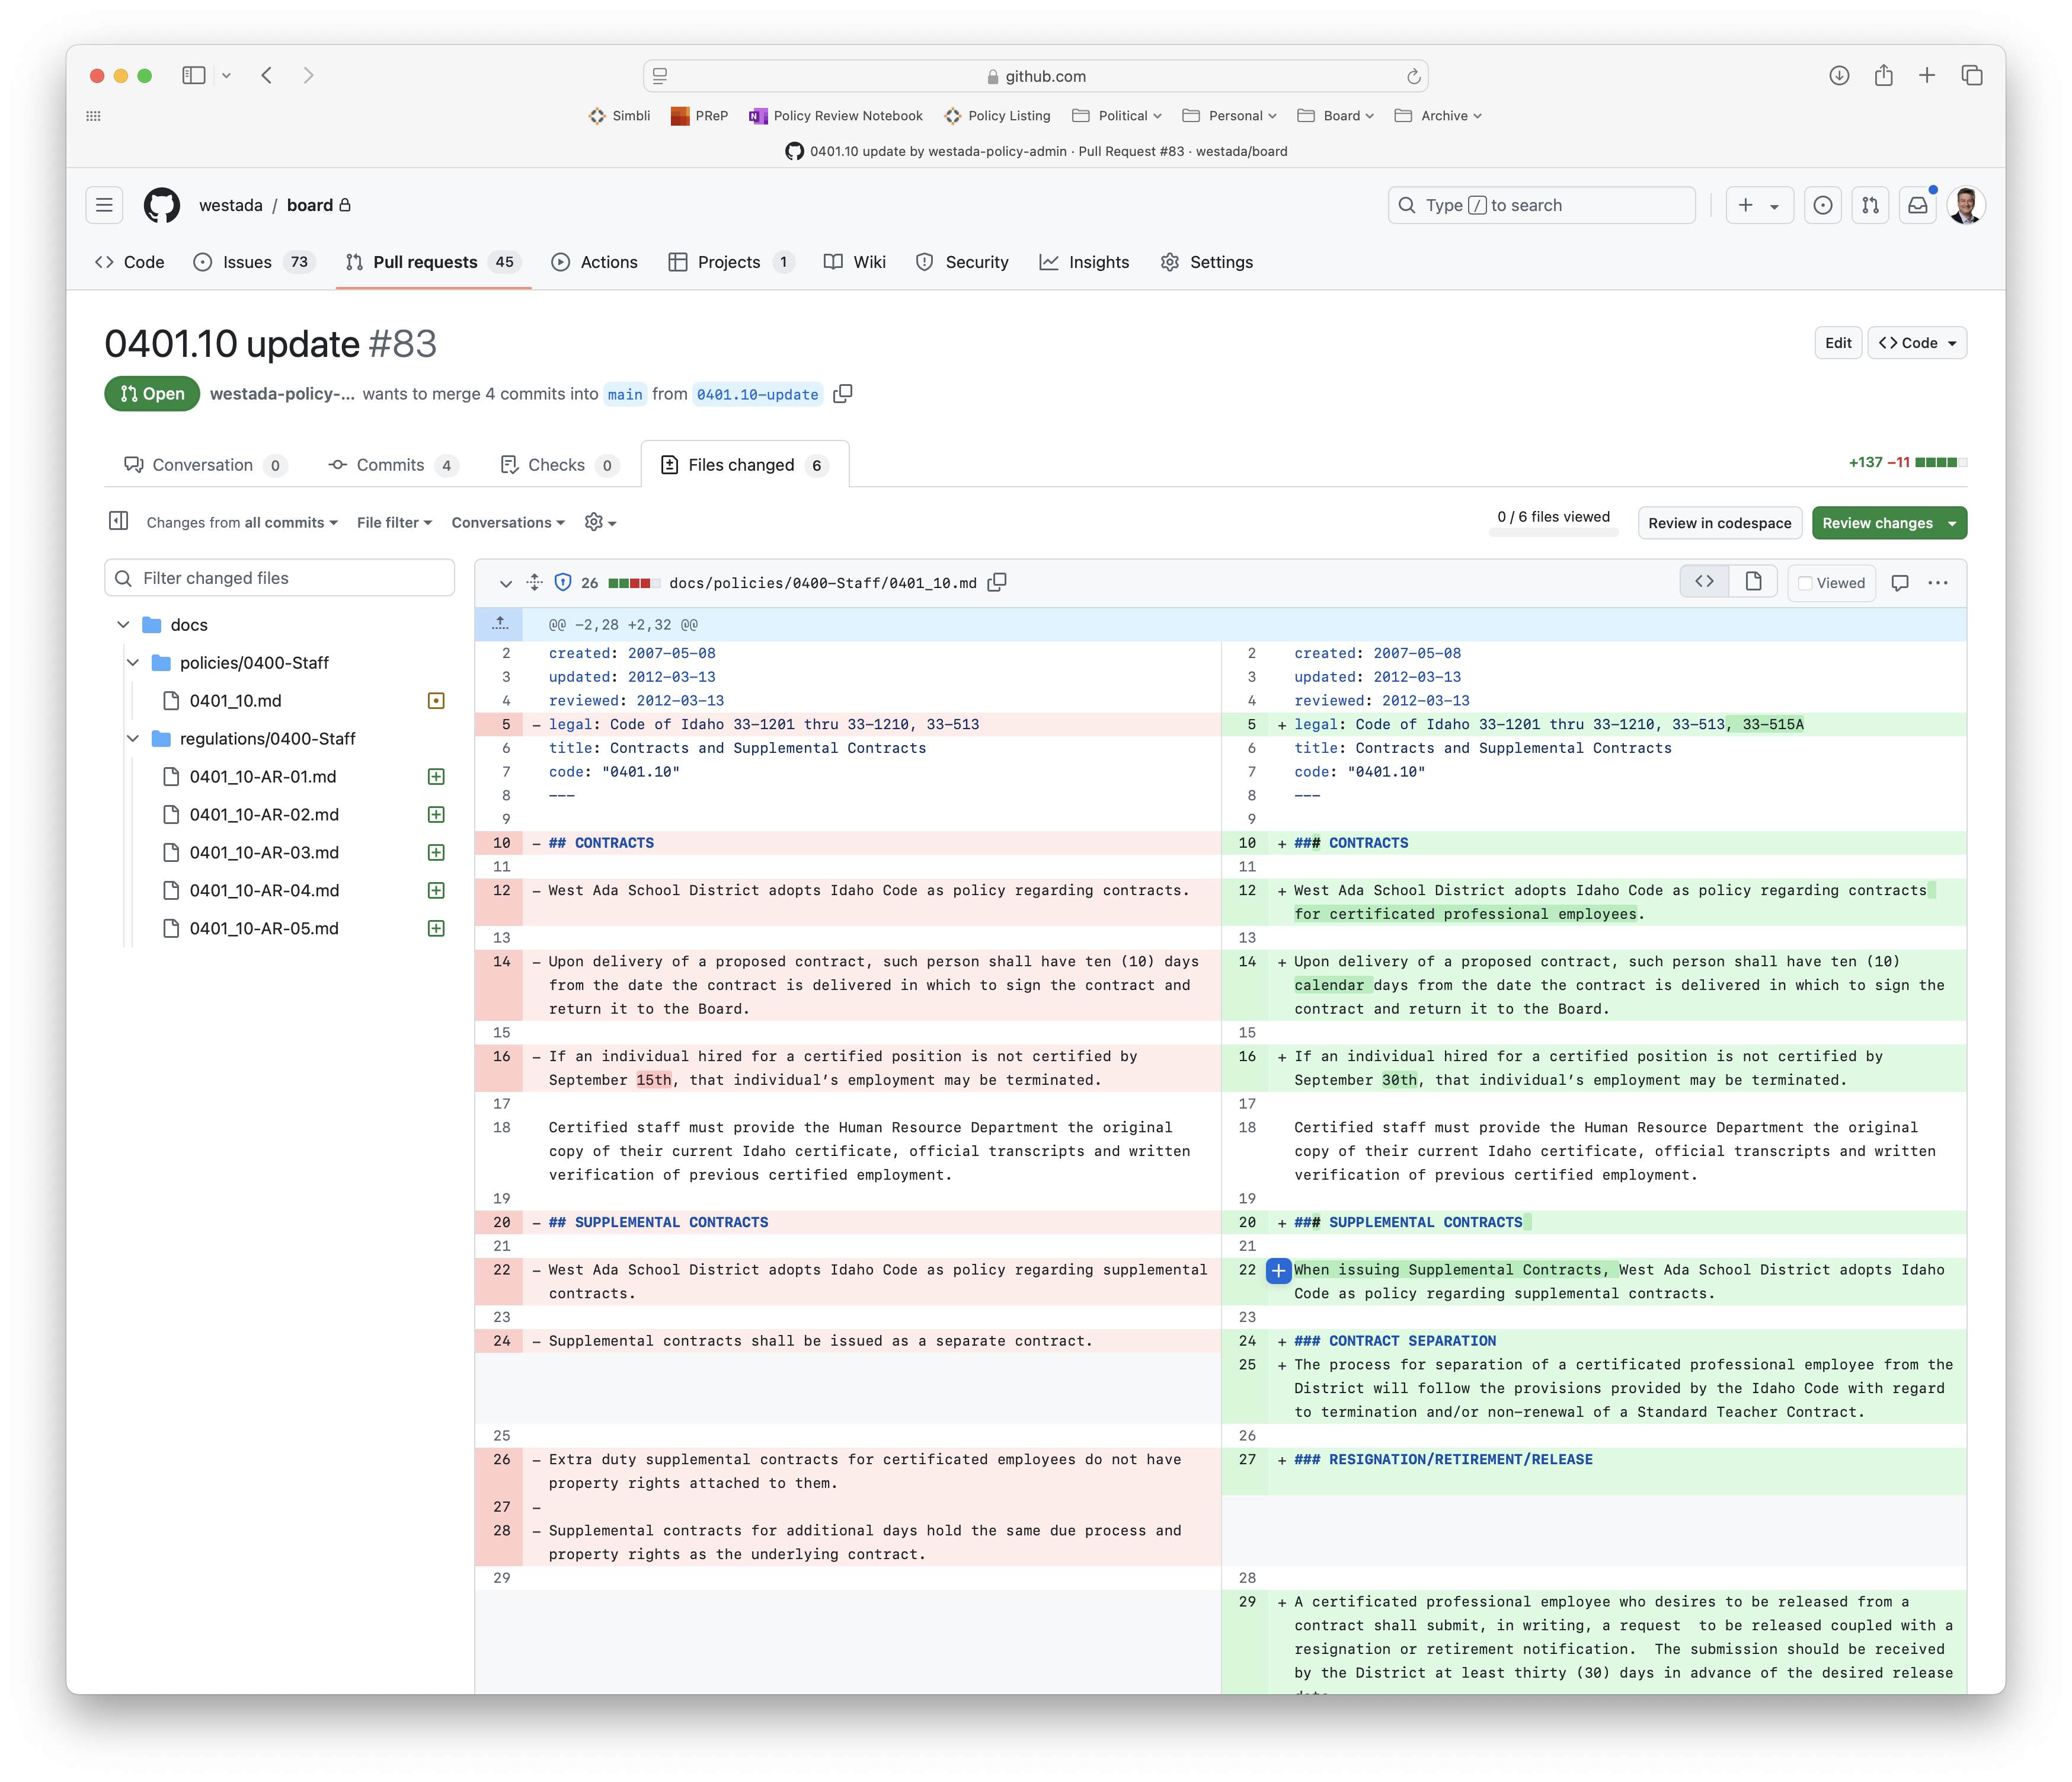 github.com
Simbli PReP Policy Review Notebook Policy Listing Political Personal Board Archive
0401.10 update by westada-policy-admin · Pull Request #83 · westada/board
westada / board
Type / to search
Code Issues 73 Pull requests 45 Actions Projects 1 Wiki Security Insights Settings
0401.10 update #83
Edit <> Code
Open westada-policy-... wants to merge 4 commits into main from 0401.10-update
Conversation 0 Commits 4 Checks 0 Files changed 6
+137 −11
Changes from all commits File filter Conversations
0 / 6 files viewed
Review in codespace
Review changes
Filter changed files
docs
policies/0400-Staff
0401_10.md
regulations/0400-Staff
0401_10-AR-01.md
0401_10-AR-02.md
0401_10-AR-03.md
0401_10-AR-04.md
0401_10-AR-05.md
26 docs/policies/0400-Staff/0401_10.md
Viewed
@@ -2,28 +2,32 @@
2 created: 2007-05-08
3 updated: 2012-03-13
4 reviewed: 2012-03-13
5 - legal: Code of Idaho 33-1201 thru 33-1210, 33-513
6 title: Contracts and Supplemental Contracts
7 code: "0401.10"
8 ---
9
10 - ## CONTRACTS
11
12 - West Ada School District adopts Idaho Code as policy regarding contracts.
13
14 - Upon delivery of a proposed contract, such person shall have ten (10) days
from the date the contract is delivered in which to sign the contract and
return it to the Board.
15
16 - If an individual hired for a certified position is not certified by
September 15th, that individual's employment may be terminated.
17
18 Certified staff must provide the Human Resource Department the original
copy of their current Idaho certificate, official transcripts and written
verification of previous certified employment.
19
20 - ## SUPPLEMENTAL CONTRACTS
21
22 - West Ada School District adopts Idaho Code as policy regarding supplemental
contracts.
23
24 - Supplemental contracts shall be issued as a separate contract.
25
26 - Extra duty supplemental contracts for certificated employees do not have
property rights attached to them.
27 -
28 - Supplemental contracts for additional days hold the same due process and
property rights as the underlying contract.
29
2 created: 2007-05-08
3 updated: 2012-03-13
4 reviewed: 2012-03-13
5 + legal: Code of Idaho 33-1201 thru 33-1210, 33-513, 33-515A
6 title: Contracts and Supplemental Contracts
7 code: "0401.10"
8 ---
9
10 + ### CONTRACTS
11
12 + West Ada School District adopts Idaho Code as policy regarding contracts
for certificated professional employees.
13
14 + Upon delivery of a proposed contract, such person shall have ten (10)
calendar days from the date the contract is delivered in which to sign the
contract and return it to the Board.
15
16 + If an individual hired for a certified position is not certified by
September 30th, that individual's employment may be terminated.
17
18 Certified staff must provide the Human Resource Department the original
copy of their current Idaho certificate, official transcripts and written
verification of previous certified employment.
19
20 + ### SUPPLEMENTAL CONTRACTS
21
22 + When issuing Supplemental Contracts, West Ada School District adopts Idaho
Code as policy regarding supplemental contracts.
23
24 + ### CONTRACT SEPARATION
25 + The process for separation of a certificated professional employee from the
District will follow the provisions provided by the Idaho Code with regard
to termination and/or non-renewal of a Standard Teacher Contract.
26
27 + ### RESIGNATION/RETIREMENT/RELEASE
28
29 + A certificated professional employee who desires to be released from a
contract shall submit, in writing, a request  to be released coupled with a
resignation or retirement notification.  The submission should be received
by the District at least thirty (30) days in advance of the desired release